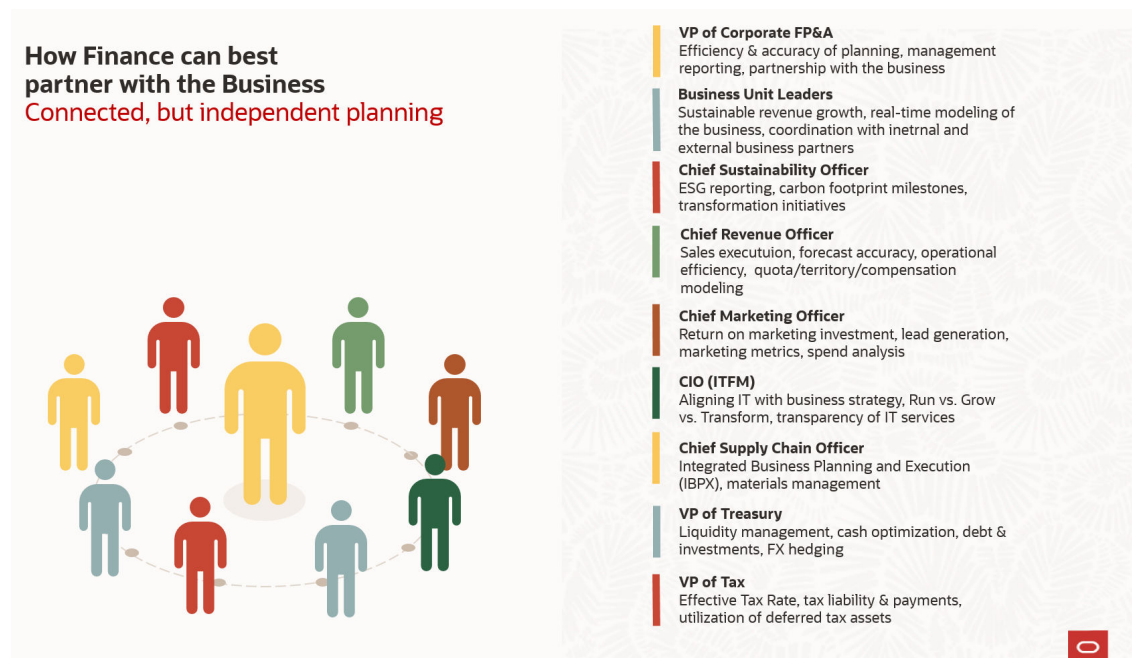 How Finance can best
partner with the Business
Connected, but independent planning
VP of Corporate FP&A
Efficiency & accuracy of planning, management
reporting, partnership with the business
Business Unit Leaders
Sustainable revenue growth, real-time modeling of
the business, coordination with inetrnal and
external business partners
Chief Sustainability Officer
ESG reporting, carbon footprint milestones,
transformation initiatives
Chief Revenue Officer
Sales executuion, forecast accuracy, operational
efficiency, quota/territory/compensation
modeling
Chief Marketing Officer
Return on marketing investment, lead generation,
marketing metrics, spend analysis
CIO (ITFM)
Aligning IT with business strategy, Run vs. Grow
vs. Transform, transparency of IT services
Chief Supply Chain Officer
Integrated Business Planning and Execution
(IBPX), materials management
VP of Treasury
Liquidity management, cash optimization, debt &
investments, FX hedging
VP of Tax
Effective Tax Rate, tax liability & payments,
utilization of deferred tax assets